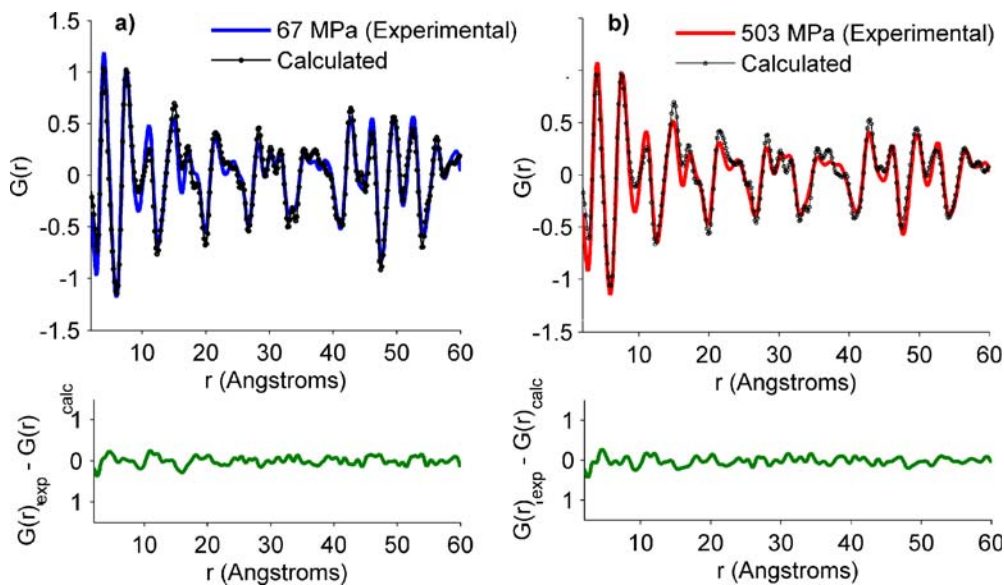 a)
67 MPa (Experimental)
Calculated
1.5
1
0.5
0
-0.5
-1
-1.5
G(r)
10 20 30 40 50 60
r (Angstroms)
1
0
1
G(r)exp - G(r)calc
10 20 30 40 50 60
r (Angstroms)
b)
503 MPa (Experimental)
Calculated
1.5
1
0.5
0
-0.5
-1
-1.5
G(r)
10 20 30 40 50 60
r (Angstroms)
1
0
1
G(r)exp - G(r)calc
10 20 30 40 50 60
r (Angstroms)